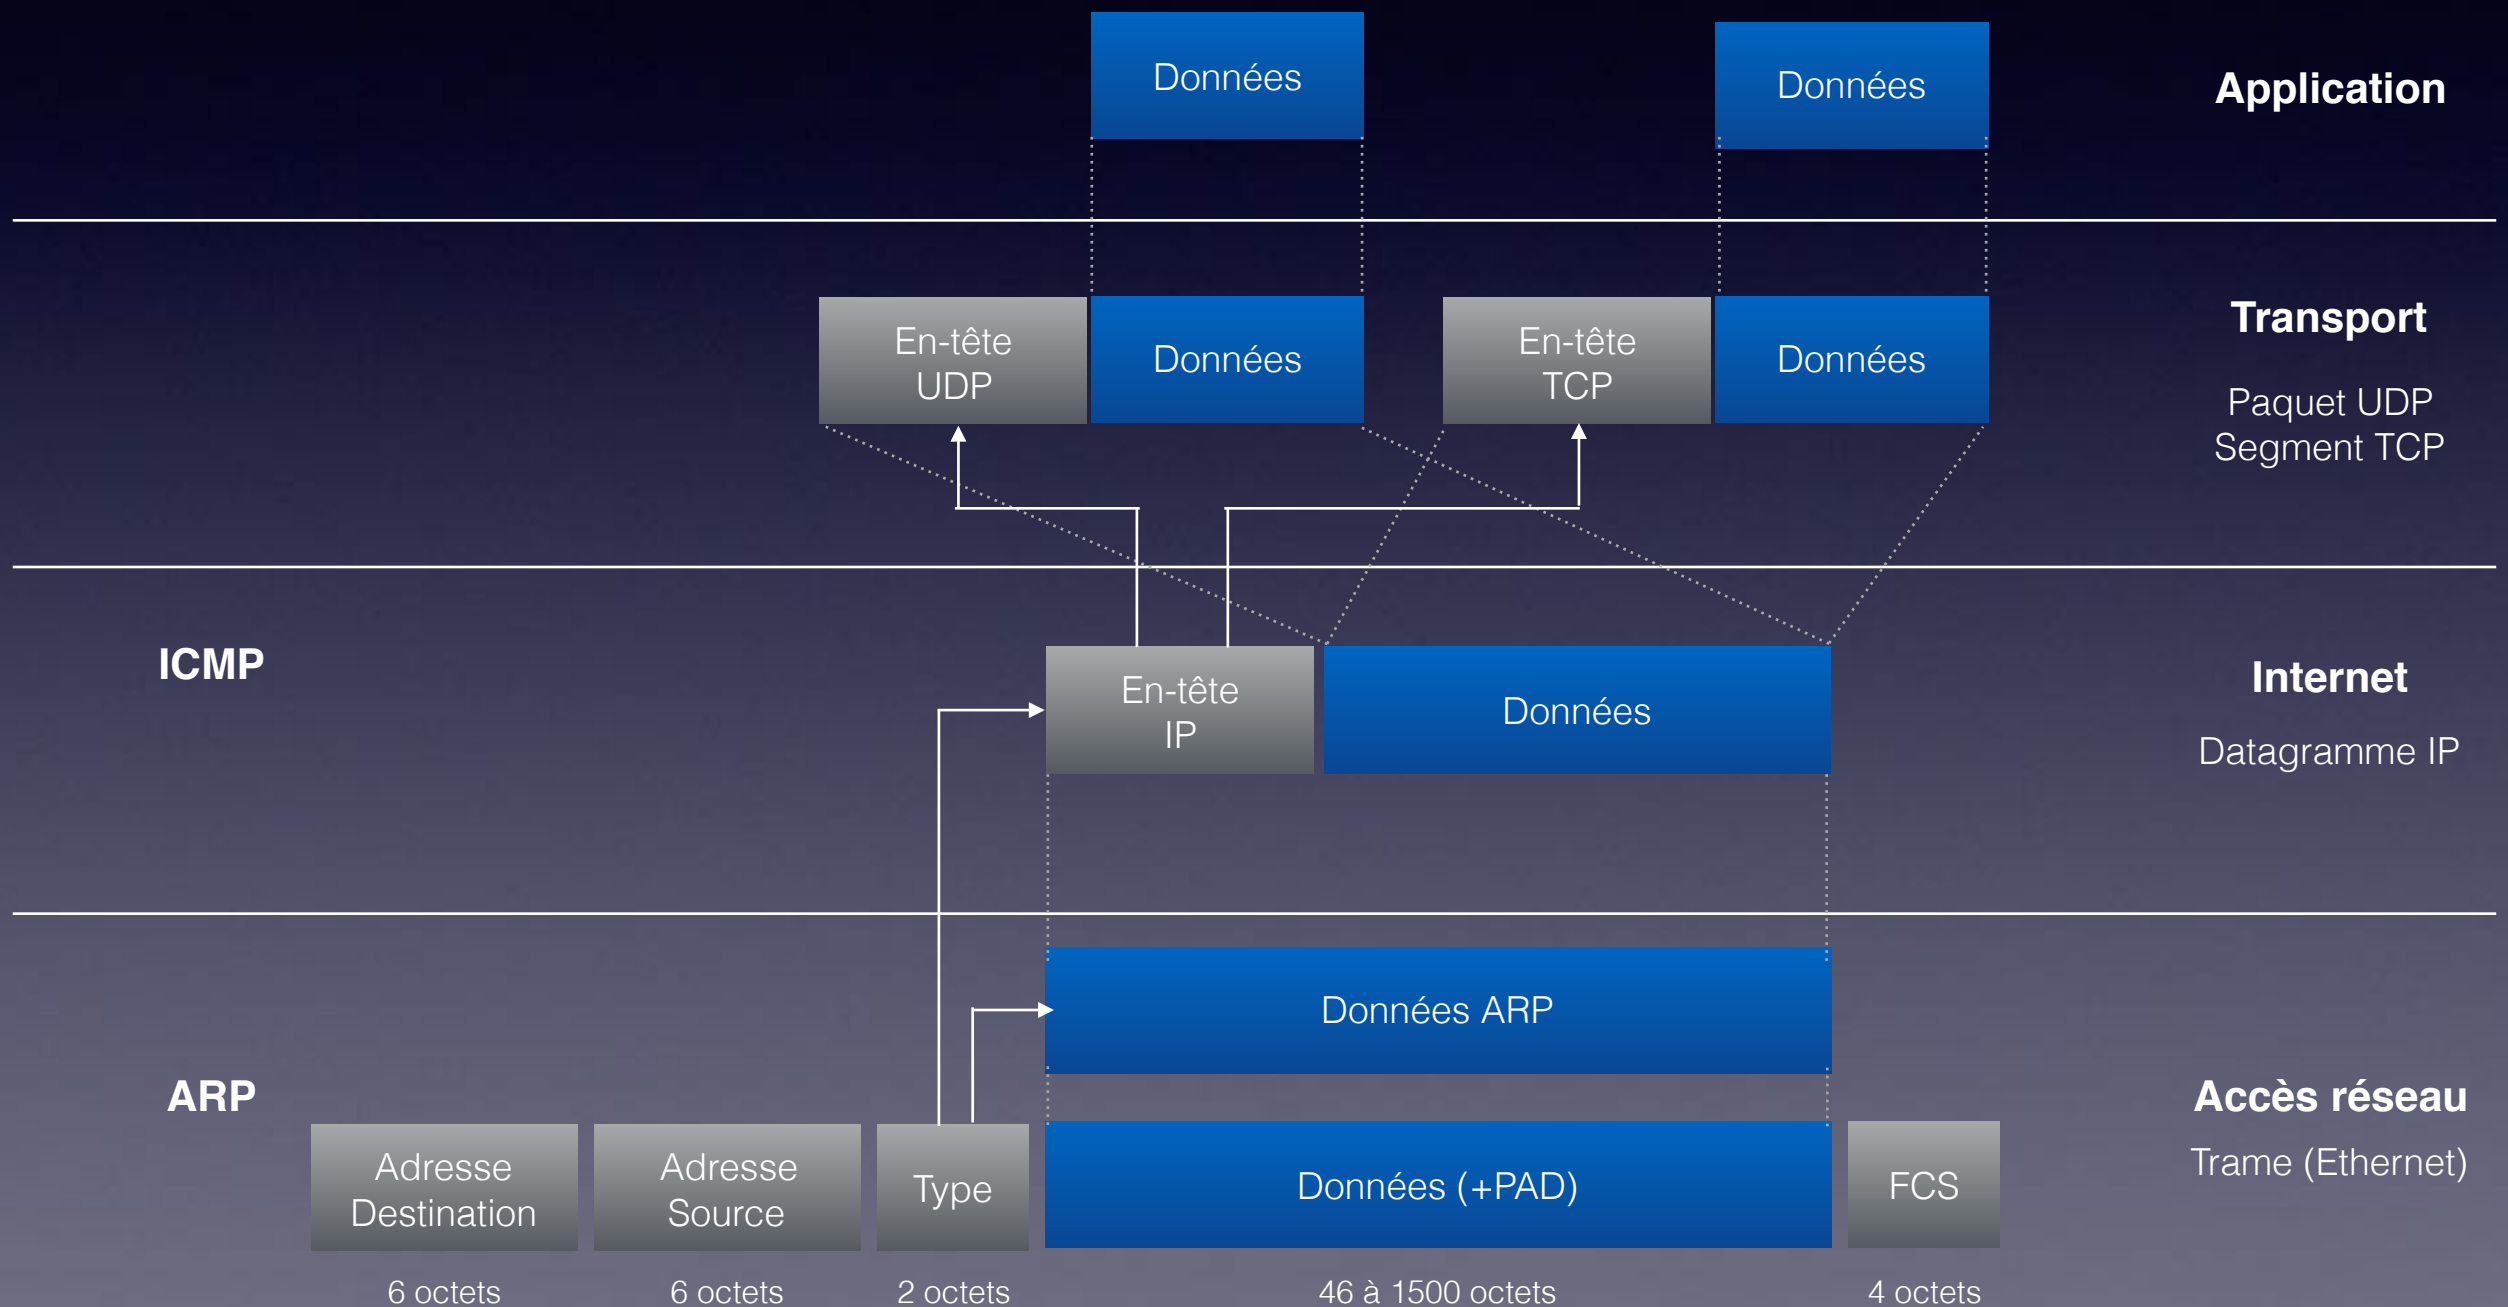 Données
Données
Application
En-tête
UDP
Données
En-tête
TCP
Données
Transport
Paquet UDP
Segment TCP
ICMP
En-tête
IP
Données
Internet
Datagramme IP
Données ARP
ARP
Accès réseau
Trame (Ethernet)
Adresse
Destination
Adresse
Source
Type
Données (+PAD)
FCS
6 octets
6 octets
2 octets
46 à 1500 octets
4 octets